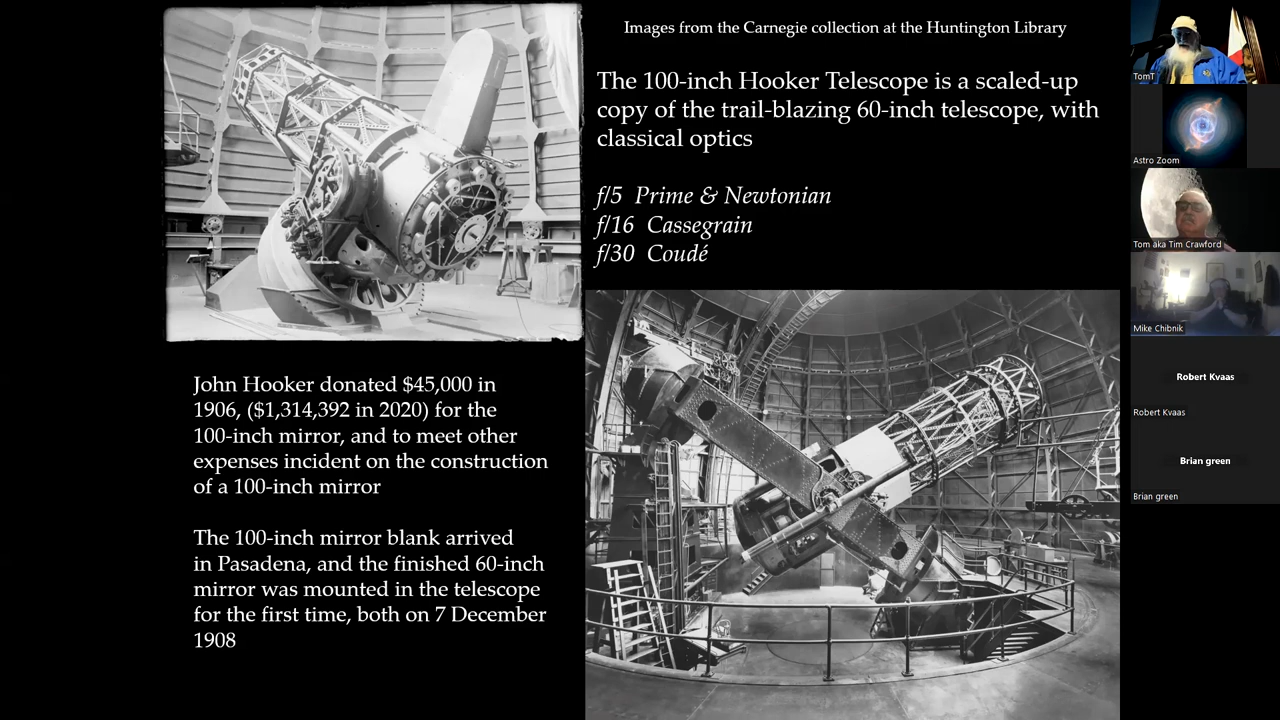 Images from the Carnegie collection at the Huntington Library
The 100-inch Hooker Telescope is a scaled-up
copy of the trail-blazing 60-inch telescope, with
classical optics
f/5 Prime & Newtonian
f/16 Cassegrain
f/30 Coudé
John Hooker donated $45,000 in
1906, ($1,314,392 in 2020) for the
100-inch mirror, and to meet other
expenses incident on the construction
of a 100-inch mirror
The 100-inch mirror blank arrived
in Pasadena, and the finished 60-inch
mirror was mounted in the telescope
for the first time, both on 7 December
1908
TomT
Astro Zoom
Tom aka Tim Crawford
Mike Chibnik
Robert Kvaas
Robert Kvaas
Brian green
Brian green